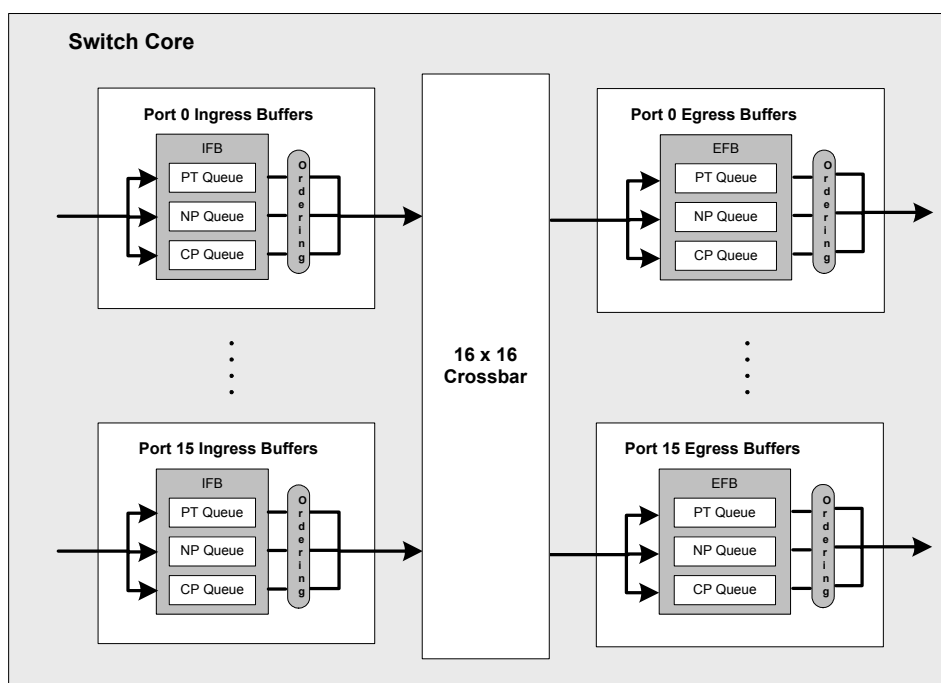 Switch Core
Port 0 Ingress Buffers
IFB
PT Queue
NP Queue
CP Queue
Ordering
Port 15 Ingress Buffers
IFB
PT Queue
NP Queue
CP Queue
Ordering
16 x 16
Crossbar
Port 0 Egress Buffers
EFB
PT Queue
NP Queue
CP Queue
Ordering
Port 15 Egress Buffers
EFB
PT Queue
NP Queue
CP Queue
Ordering